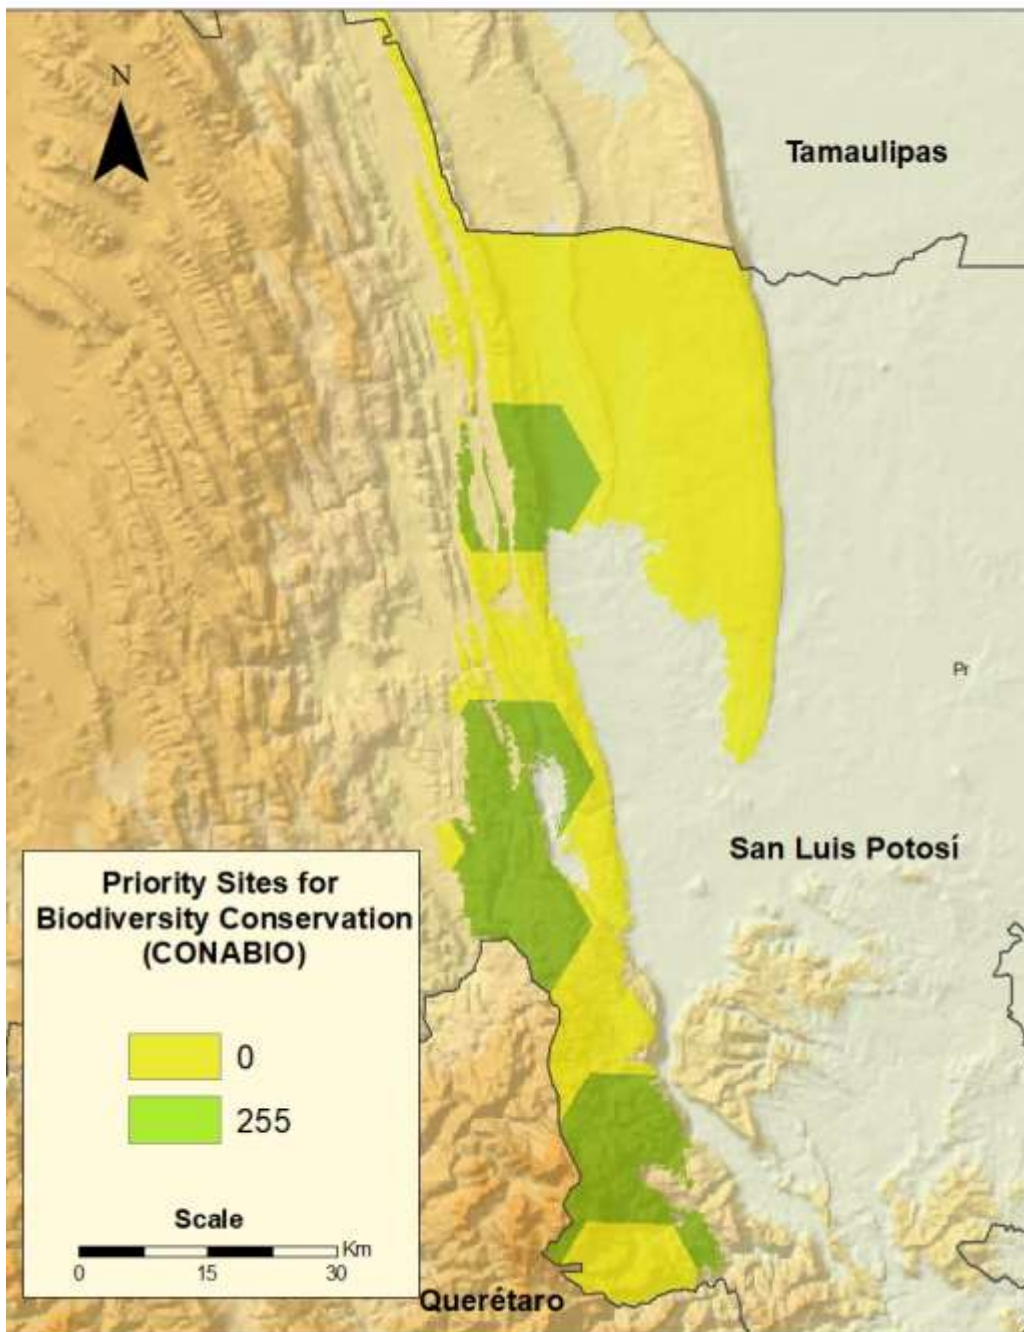 N
Tamaulipas
Pr
San Luis Potosí
Priority Sites for
Biodiversity Conservation
(CONABIO)
0
255
Scale
Km
0 15 30
Querétaro